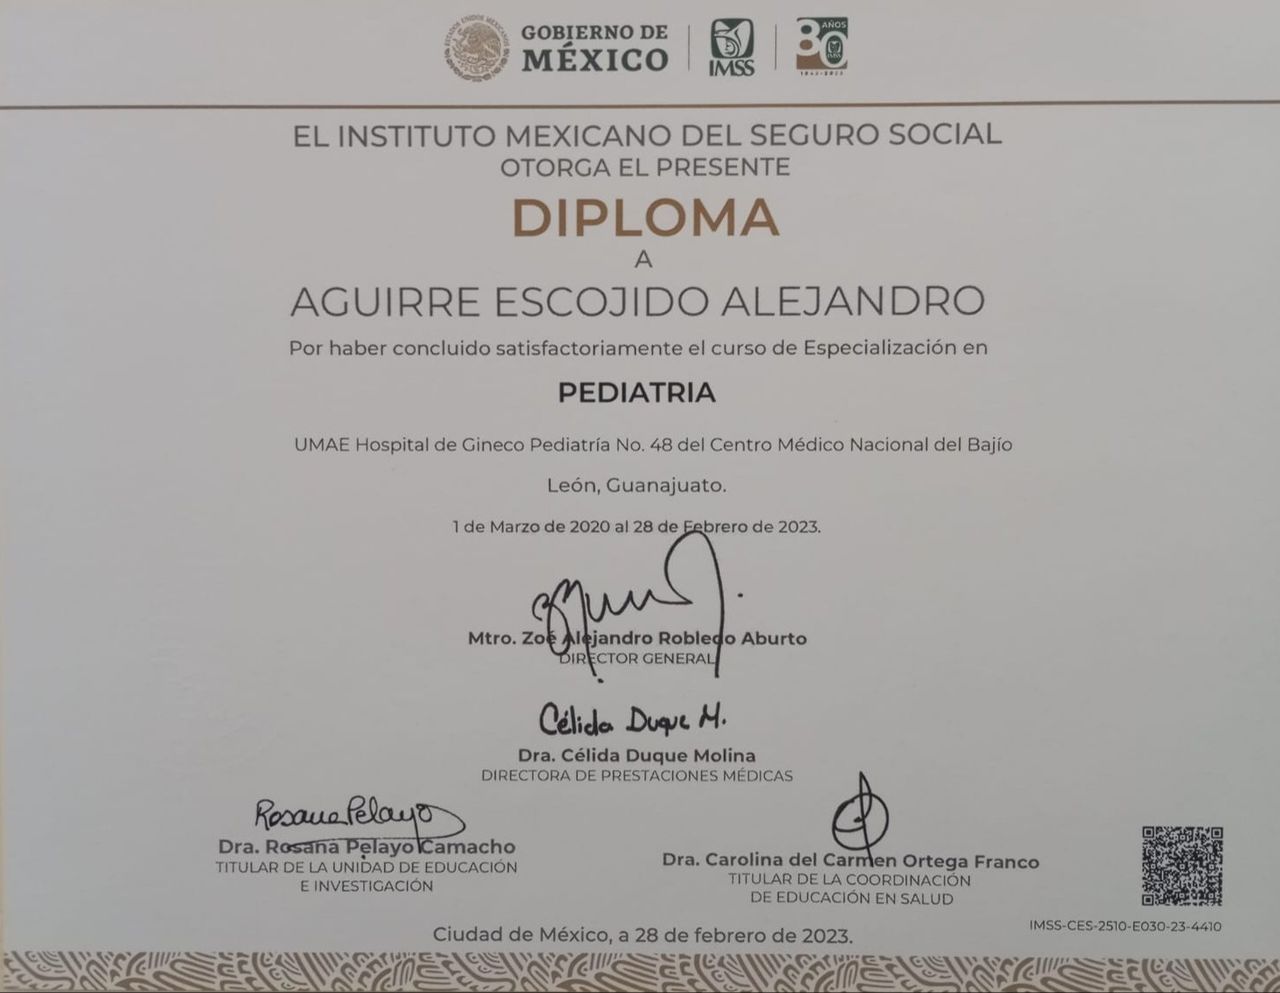 GOBIERNO DE
MÉXICO
IMSS
80 AÑOS
IMSS
1943-2023
EL INSTITUTO MEXICANO DEL SEGURO SOCIAL
OTORGA EL PRESENTE
DIPLOMA
A
AGUIRRE ESCOJIDO ALEJANDRO
Por haber concluido satisfactoriamente el curso de Especialización en
PEDIATRIA
UMAE Hospital de Gineco Pediatría No. 48 del Centro Médico Nacional del Bajío
León, Guanajuato.
1 de Marzo de 2020 al 28 de Febrero de 2023.
Mtro. Zoé Alejandro Robledo Aburto
DIRECTOR GENERAL
Célida Duque M.
Dra. Célida Duque Molina
DIRECTORA DE PRESTACIONES MÉDICAS
Rosana Pelayo
Dra. Rosana Pelayo Camacho
TITULAR DE LA UNIDAD DE EDUCACIÓN
E INVESTIGACIÓN
Dra. Carolina del Carmen Ortega Franco
TITULAR DE LA COORDINACIÓN
DE EDUCACIÓN EN SALUD
IMSS-CES-2510-E030-23-4410
Ciudad de México, a 28 de febrero de 2023.